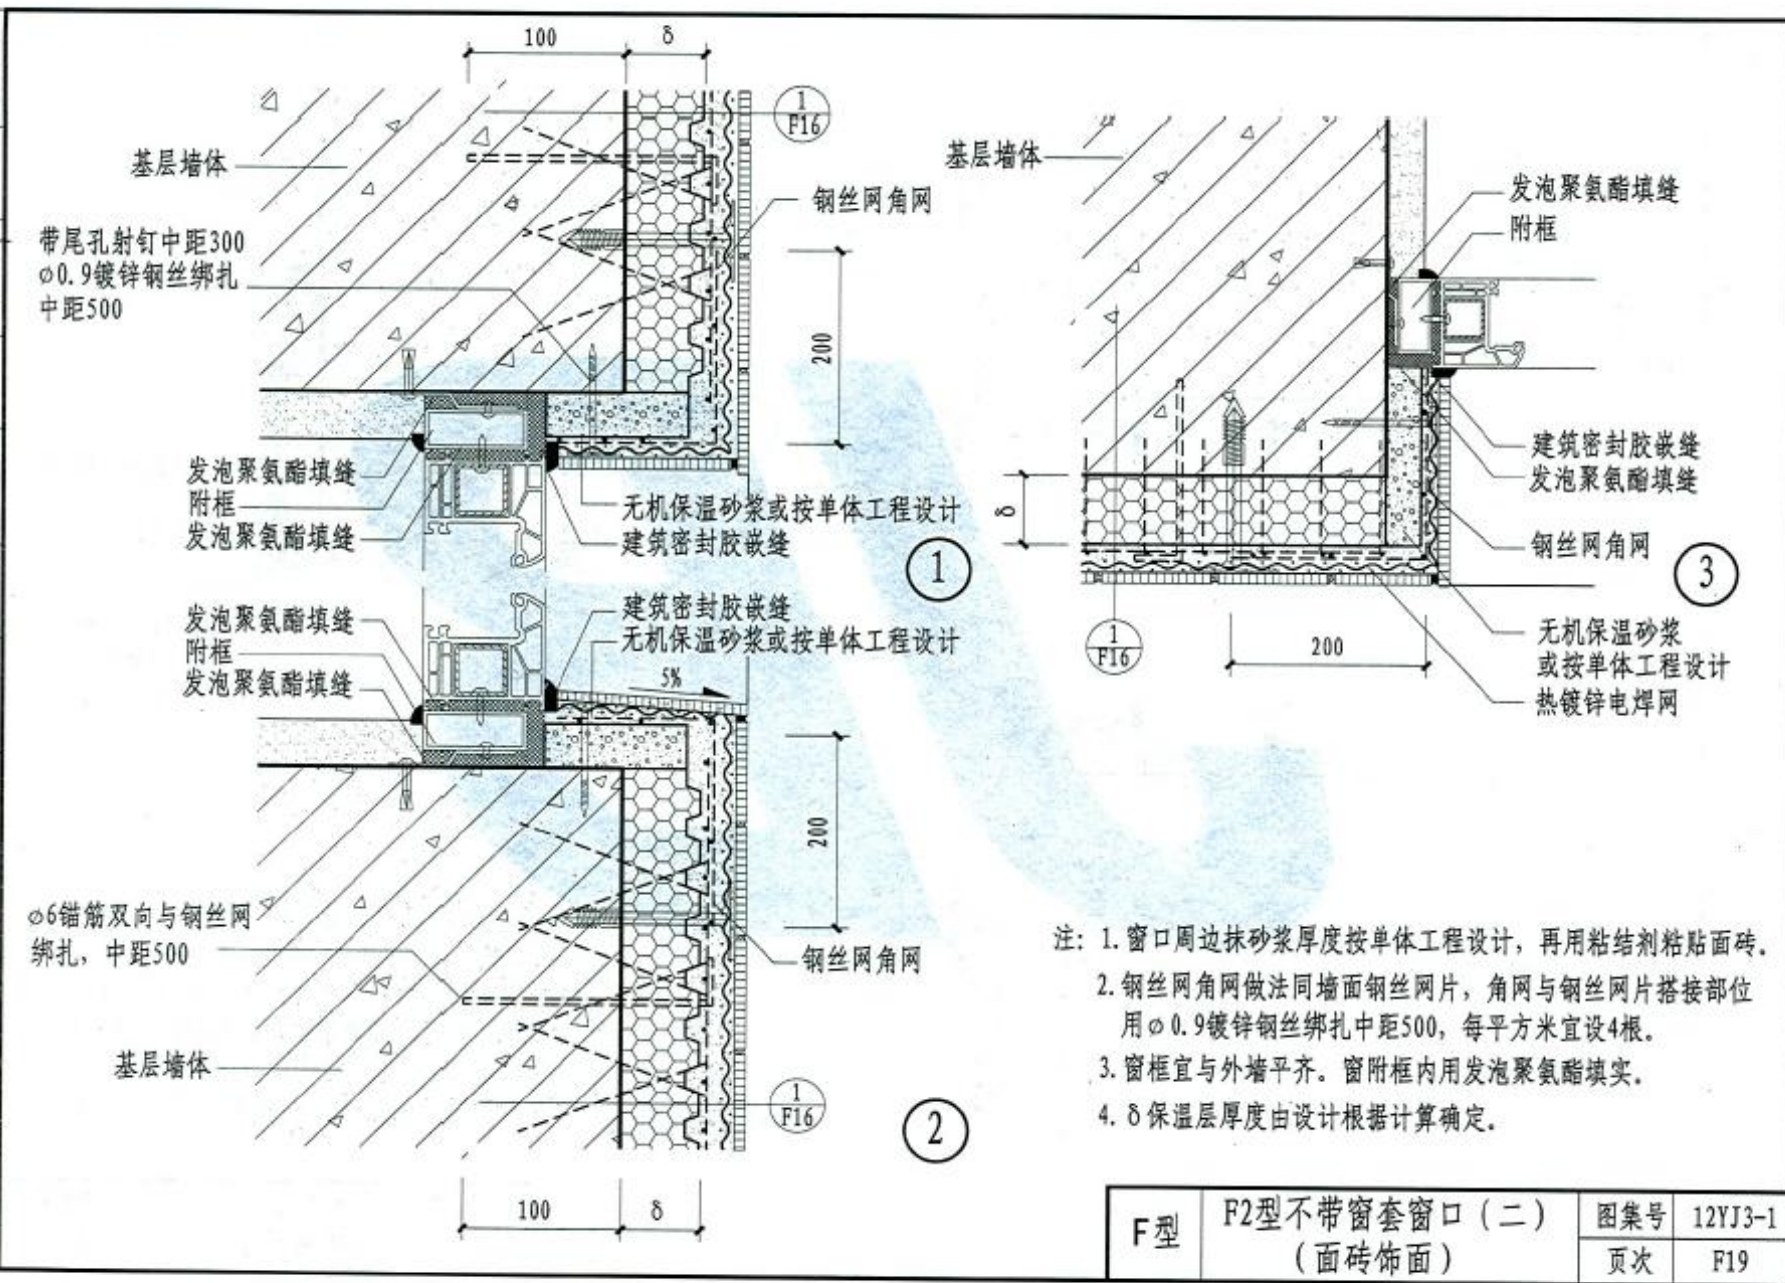 100
δ
1
F16
基层墙体
钢丝网角网
带尾孔射钉中距300
⌀0.9镀锌钢丝绑扎
中距500
200
发泡聚氨酯填缝
附框
发泡聚氨酯填缝
无机保温砂浆或按单体工程设计
建筑密封胶嵌缝
1
发泡聚氨酯填缝
附框
发泡聚氨酯填缝
建筑密封胶嵌缝
无机保温砂浆或按单体工程设计
5%
200
⌀6锚筋双向与钢丝网
绑扎，中距500
钢丝网角网
基层墙体
1
F16
2
100
δ
基层墙体
发泡聚氨酯填缝
附框
建筑密封胶嵌缝
发泡聚氨酯填缝
δ
钢丝网角网
3
1
F16
200
无机保温砂浆
或按单体工程设计
热镀锌电焊网
注：1.窗口周边抹砂浆厚度按单体工程设计，再用粘结剂粘贴面砖。
2.钢丝网角网做法同墙面钢丝网片，角网与钢丝网片搭接部位
用⌀0.9镀锌钢丝绑扎中距500，每平方米宜设4根。
3.窗框宜与外墙平齐。窗附框内用发泡聚氨酯填实。
4.δ保温层厚度由设计根据计算确定。
F型
F2型不带窗套窗口（二）
（面砖饰面）
图集号
12YJ3-1
页次
F19